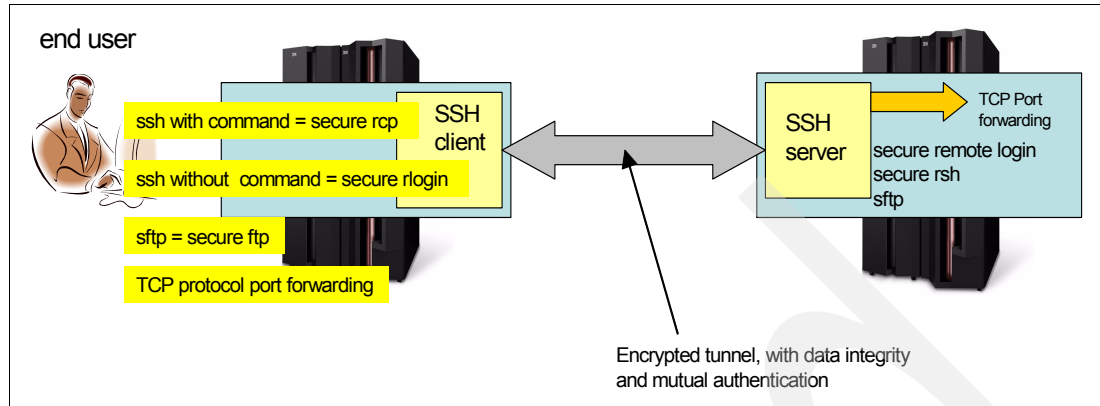 end user
ssh with command = secure rcp
ssh without command = secure rlogin
sftp = secure ftp
TCP protocol port forwarding
SSH
client
SSH
server
TCP Port
forwarding
secure remote login
secure rsh
sftp
Encrypted tunnel, with data integrity
and mutual authentication